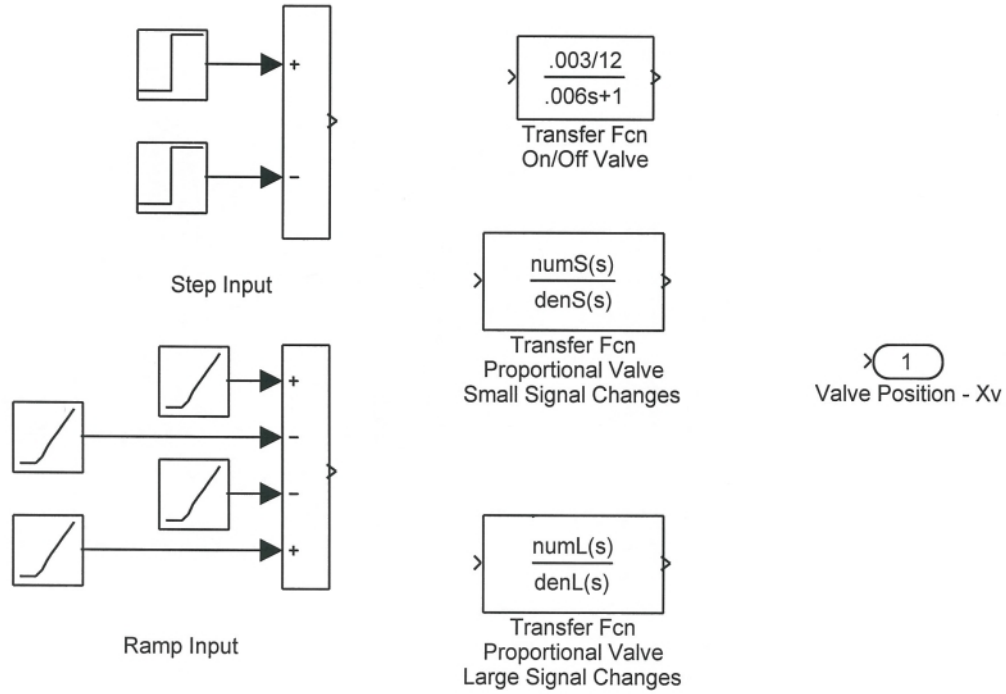 +
−
Step Input
+
−
−
+
Ramp Input
.003/12
.006s+1
Transfer Fcn
On/Off Valve
numS(s)
denS(s)
Transfer Fcn
Proportional Valve
Small Signal Changes
numL(s)
denL(s)
Transfer Fcn
Proportional Valve
Large Signal Changes
1
Valve Position - Xv